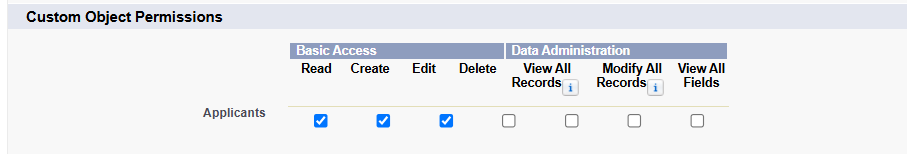 Custom Object Permissions
Basic Access Data Administration
Read Create Edit Delete View All Records i Modify All Records i View All Fields
Applicants